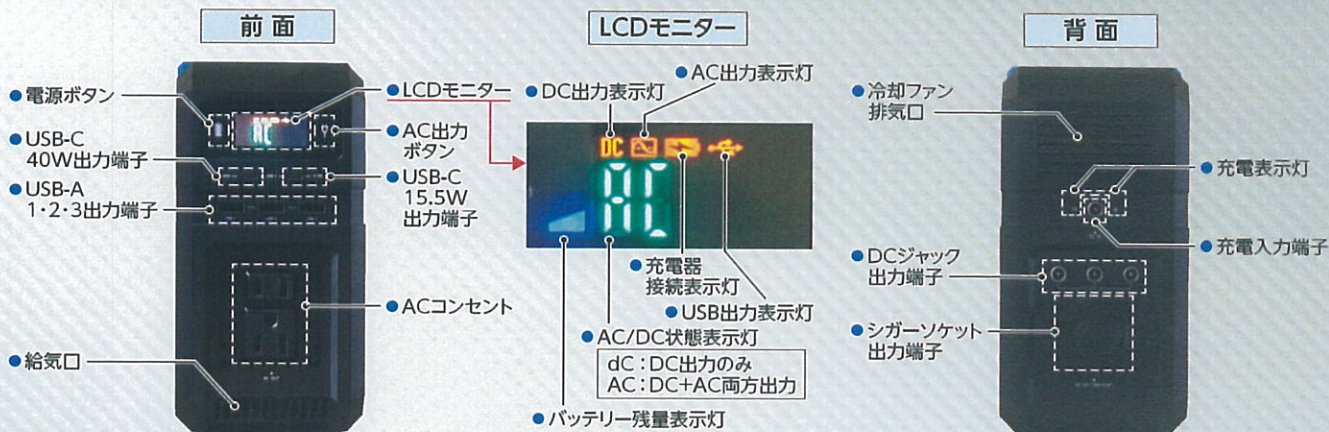 前面
電源ボタン
USB-C
40W出力端子
USB-A
1・2・3出力端子
給気口
LCDモニター
AC出力
ボタン
USB-C
15.5W
出力端子
ACコンセント
LCDモニター
DC出力表示灯
AC出力表示灯
DC
AC
充電器
接続表示灯
USB出力表示灯
AC/DC状態表示灯
dC：DC出力のみ
AC：DC+AC両方出力
バッテリー残量表示灯
背面
冷却ファン
排気口
充電表示灯
充電入力端子
DCジャック
出力端子
シガーソケット
出力端子